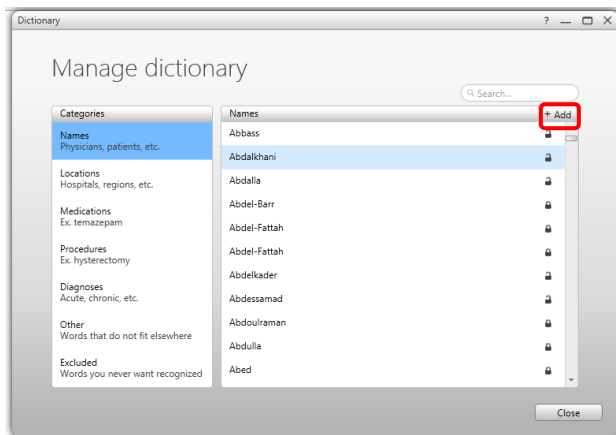 Dictionary
?
Manage dictionary
Search...
Categories
Names
+ Add
Names
Physicians, patients, etc.
Locations
Hospitals, regions, etc.
Medications
Ex. temazepam
Procedures
Ex. hysterectomy
Diagnoses
Acute, chronic, etc.
Other
Words that do not fit elsewhere
Excluded
Words you never want recognized
Abbass
Abdalkhani
Abdalla
Abdel-Barr
Abdel-Fattah
Abdel-Fattah
Abdelkader
Abdessamad
Abdoulraman
Abdulla
Abed
Close